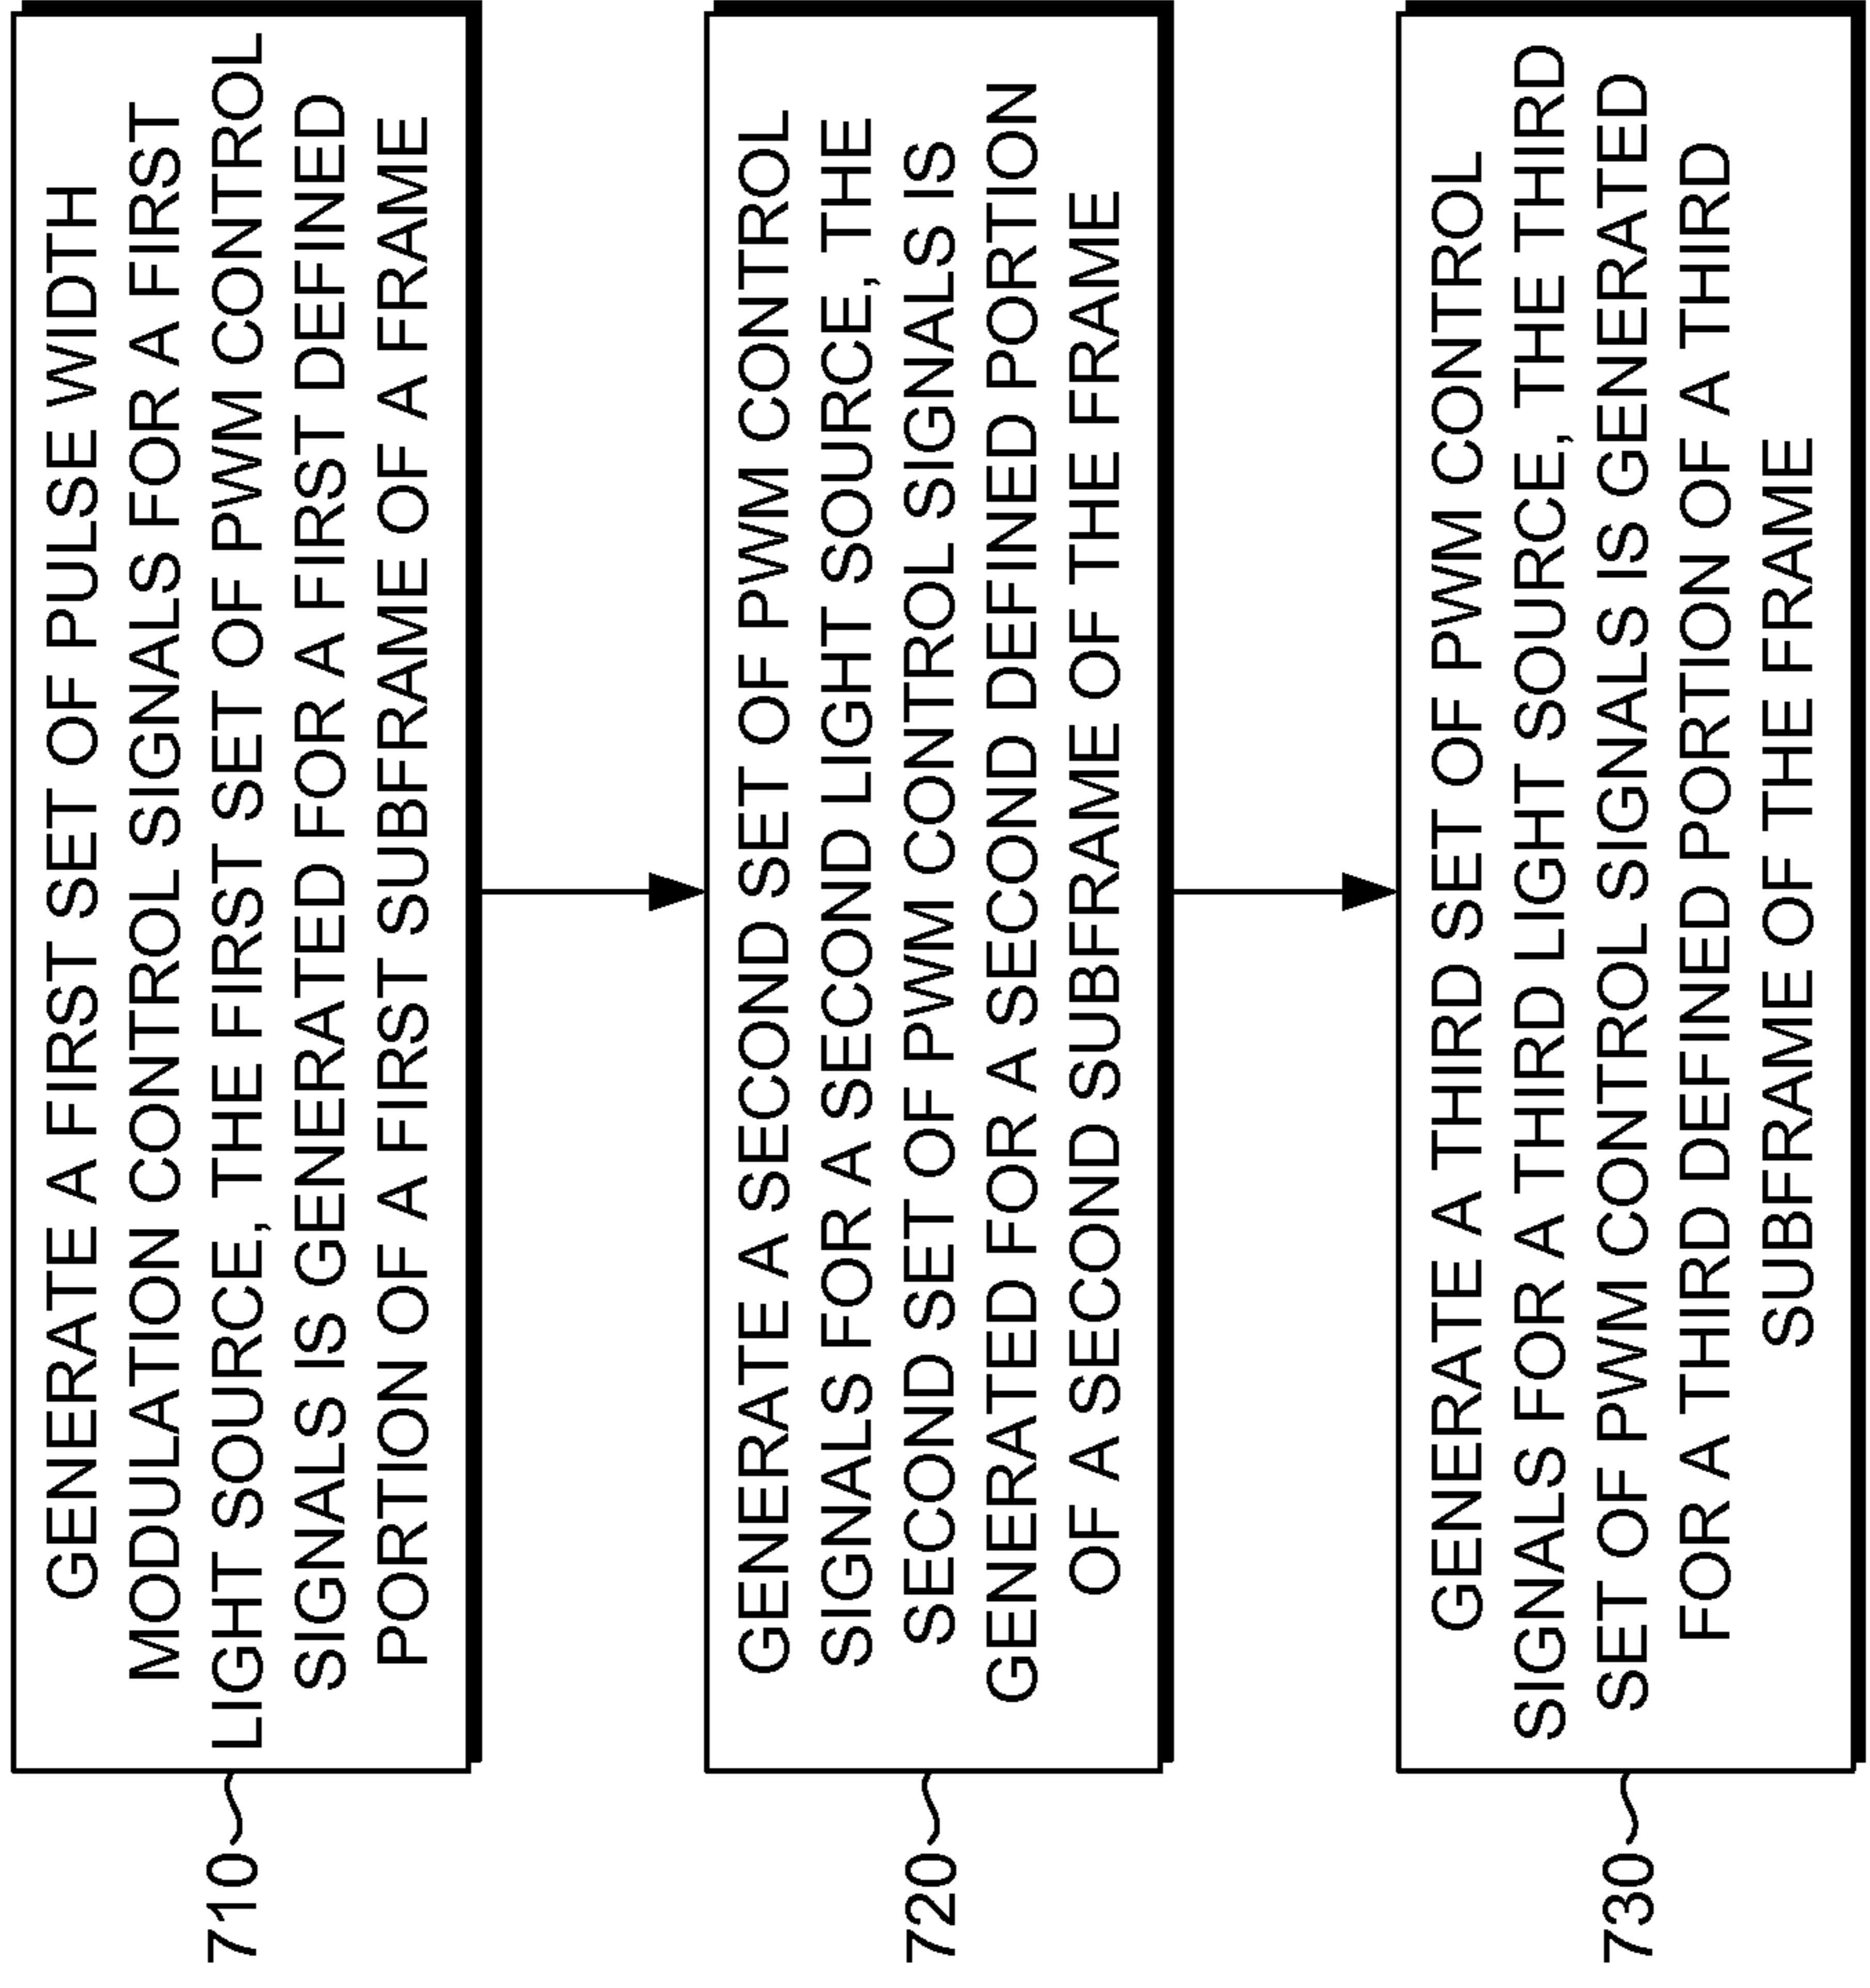 GENERATE A FIRST SET OF PULSE WIDTH
MODULATION CONTROL SIGNALS FOR A FIRST
LIGHT SOURCE, THE FIRST SET OF PWM CONTROL
SIGNALS IS GENERATED FOR A FIRST DEFINED
PORTION OF A FIRST SUBFRAME OF A FRAME
710
GENERATE A SECOND SET OF PWM CONTROL
SIGNALS FOR A SECOND LIGHT SOURCE, THE
SECOND SET OF PWM CONTROL SIGNALS IS
GENERATED FOR A SECOND DEFINED PORTION
OF A SECOND SUBFRAME OF THE FRAME
720
GENERATE A THIRD SET OF PWM CONTROL
SIGNALS FOR A THIRD LIGHT SOURCE, THE THIRD
SET OF PWM CONTROL SIGNALS IS GENERATED
FOR A THIRD DEFINED PORTION OF A THIRD
SUBFRAME OF THE FRAME
730